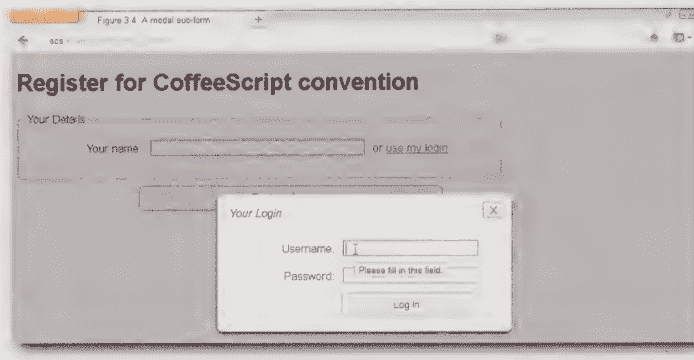 Figure 3.4 A modal sub-form
Register for CoffeeScript convention
Your Details
Your name
or use my login
Your Login
X
Username:
Password:
Please fill in this field.
Log in